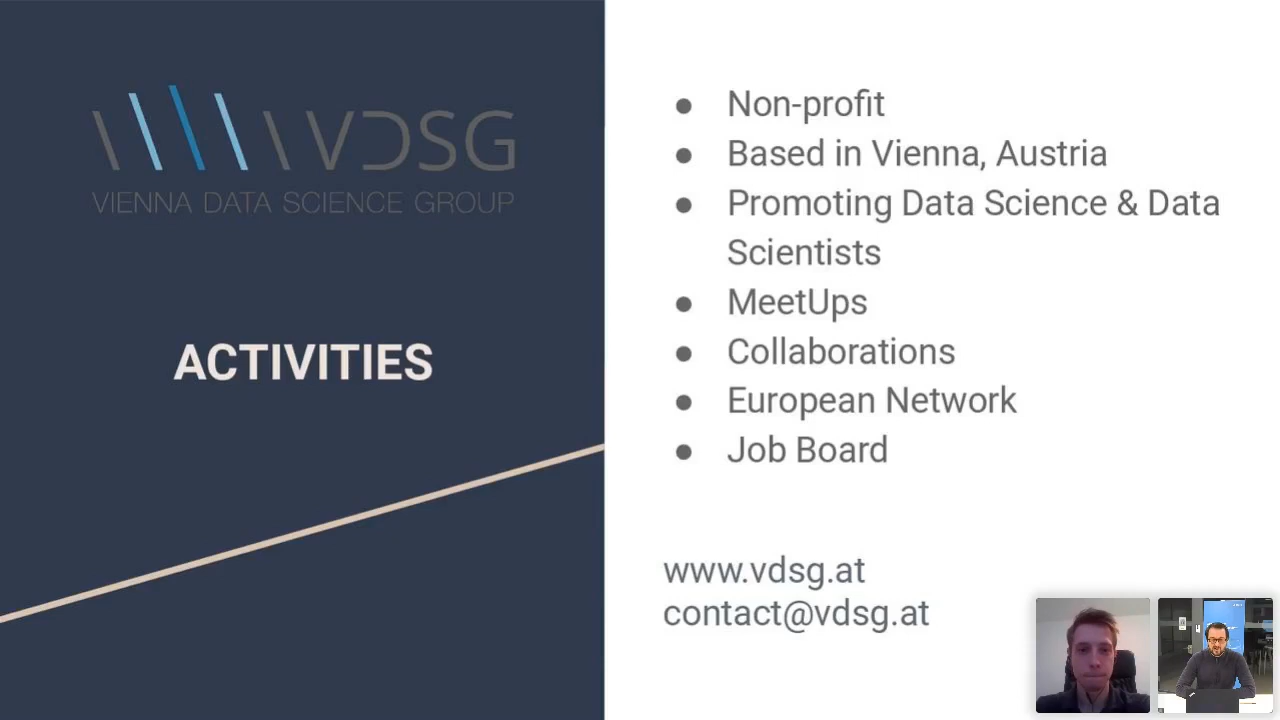 VDSG
VIENNA DATA SCIENCE GROUP
ACTIVITIES
● Non-profit
● Based in Vienna, Austria
● Promoting Data Science & Data
Scientists
● MeetUps
● Collaborations
● European Network
● Job Board
www.vdsg.at
contact@vdsg.at